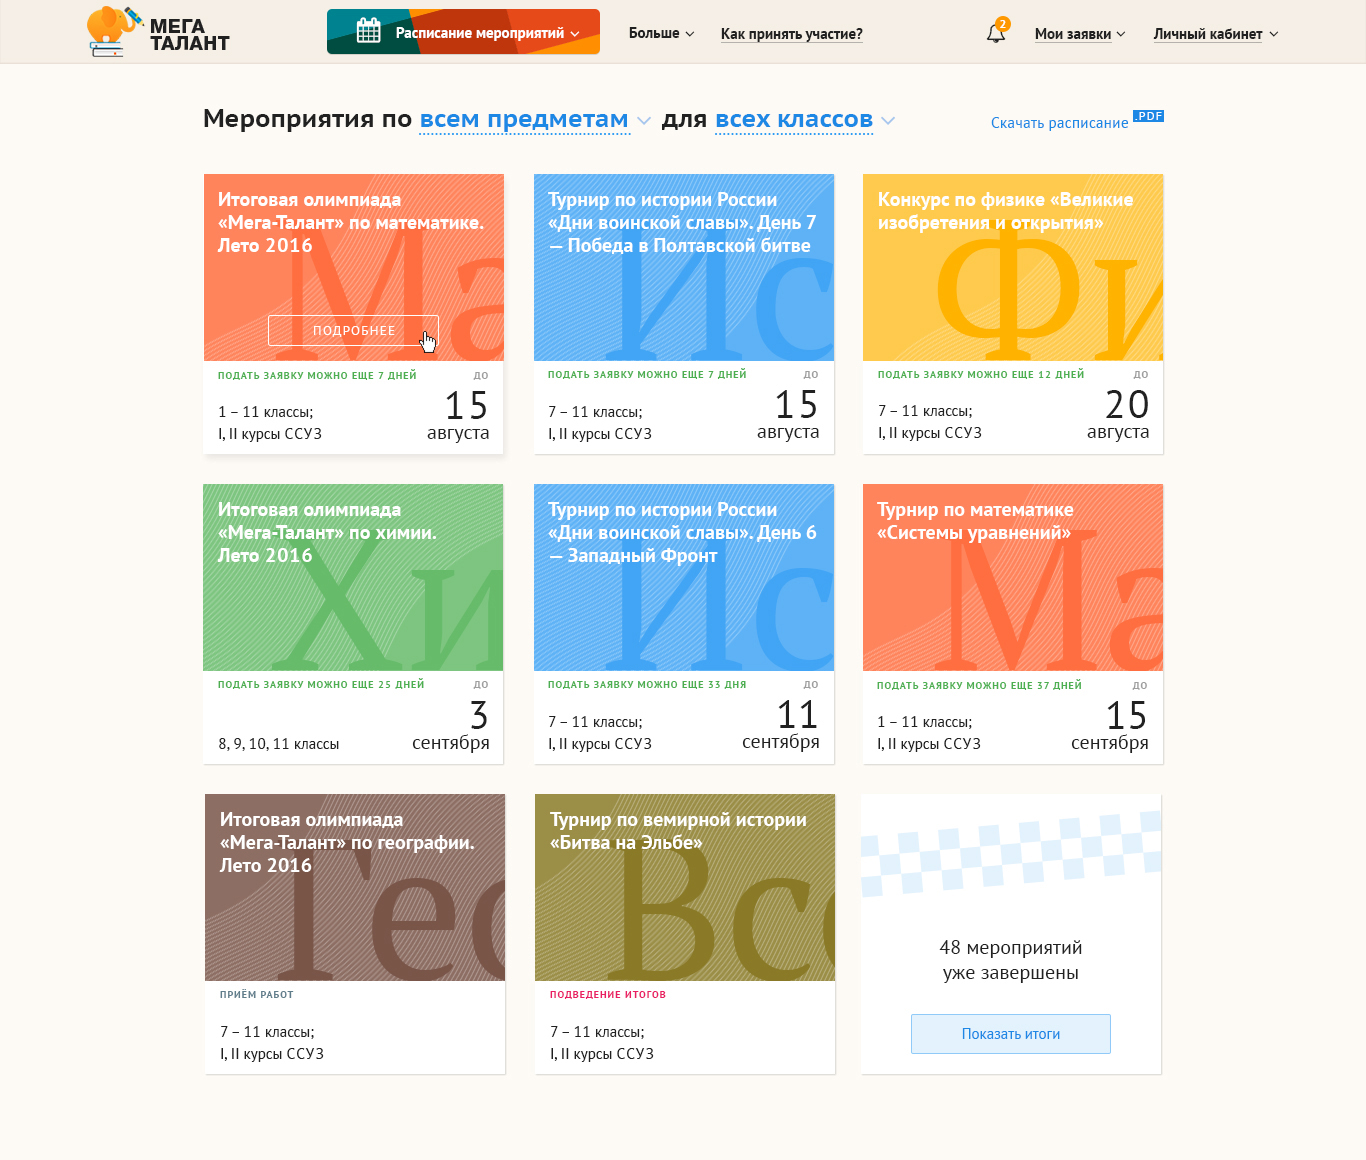 МЕГА
ТАЛАНТ
Расписание мероприятий
Больше
Как принять участие?
2
Мои заявки
Личный кабинет
Мероприятия по всем предметам для всех классов
Скачать расписание .PDF
Итоговая олимпиада
«Мега-Талант» по математике.
Лето 2016
Ма
ПОДРОБНЕЕ
ПОДАТЬ ЗАЯВКУ МОЖНО ЕЩЕ 7 ДНЕЙ
ДО
15
августа
1 – 11 классы;
I, II курсы ССУЗ
Турнир по истории России
«Дни воинской славы». День 7
— Победа в Полтавской битве
Ис
ПОДАТЬ ЗАЯВКУ МОЖНО ЕЩЕ 7 ДНЕЙ
ДО
15
августа
7 – 11 классы;
I, II курсы ССУЗ
Конкурс по физике «Великие
изобретения и открытия»
Фи
ПОДАТЬ ЗАЯВКУ МОЖНО ЕЩЕ 12 ДНЕЙ
ДО
20
августа
7 – 11 классы;
I, II курсы ССУЗ
Итоговая олимпиада
«Мега-Талант» по химии.
Лето 2016
Хи
ПОДАТЬ ЗАЯВКУ МОЖНО ЕЩЕ 25 ДНЕЙ
ДО
3
сентября
8, 9, 10, 11 классы
Турнир по истории России
«Дни воинской славы». День 6
— Западный Фронт
Ис
ПОДАТЬ ЗАЯВКУ МОЖНО ЕЩЕ 33 ДНЯ
ДО
11
сентября
7 – 11 классы;
I, II курсы ССУЗ
Турнир по математике
«Системы уравнений»
Ма
ПОДАТЬ ЗАЯВКУ МОЖНО ЕЩЕ 37 ДНЕЙ
ДО
15
сентября
1 – 11 классы;
I, II курсы ССУЗ
Итоговая олимпиада
«Мега-Талант» по географии.
Лето 2016
Гео
ПРИЁМ РАБОТ
7 – 11 классы;
I, II курсы ССУЗ
Турнир по вемирной истории
«Битва на Эльбе»
Все
ПОДВЕДЕНИЕ ИТОГОВ
7 – 11 классы;
I, II курсы ССУЗ
48 мероприятий
уже завершены
Показать итоги